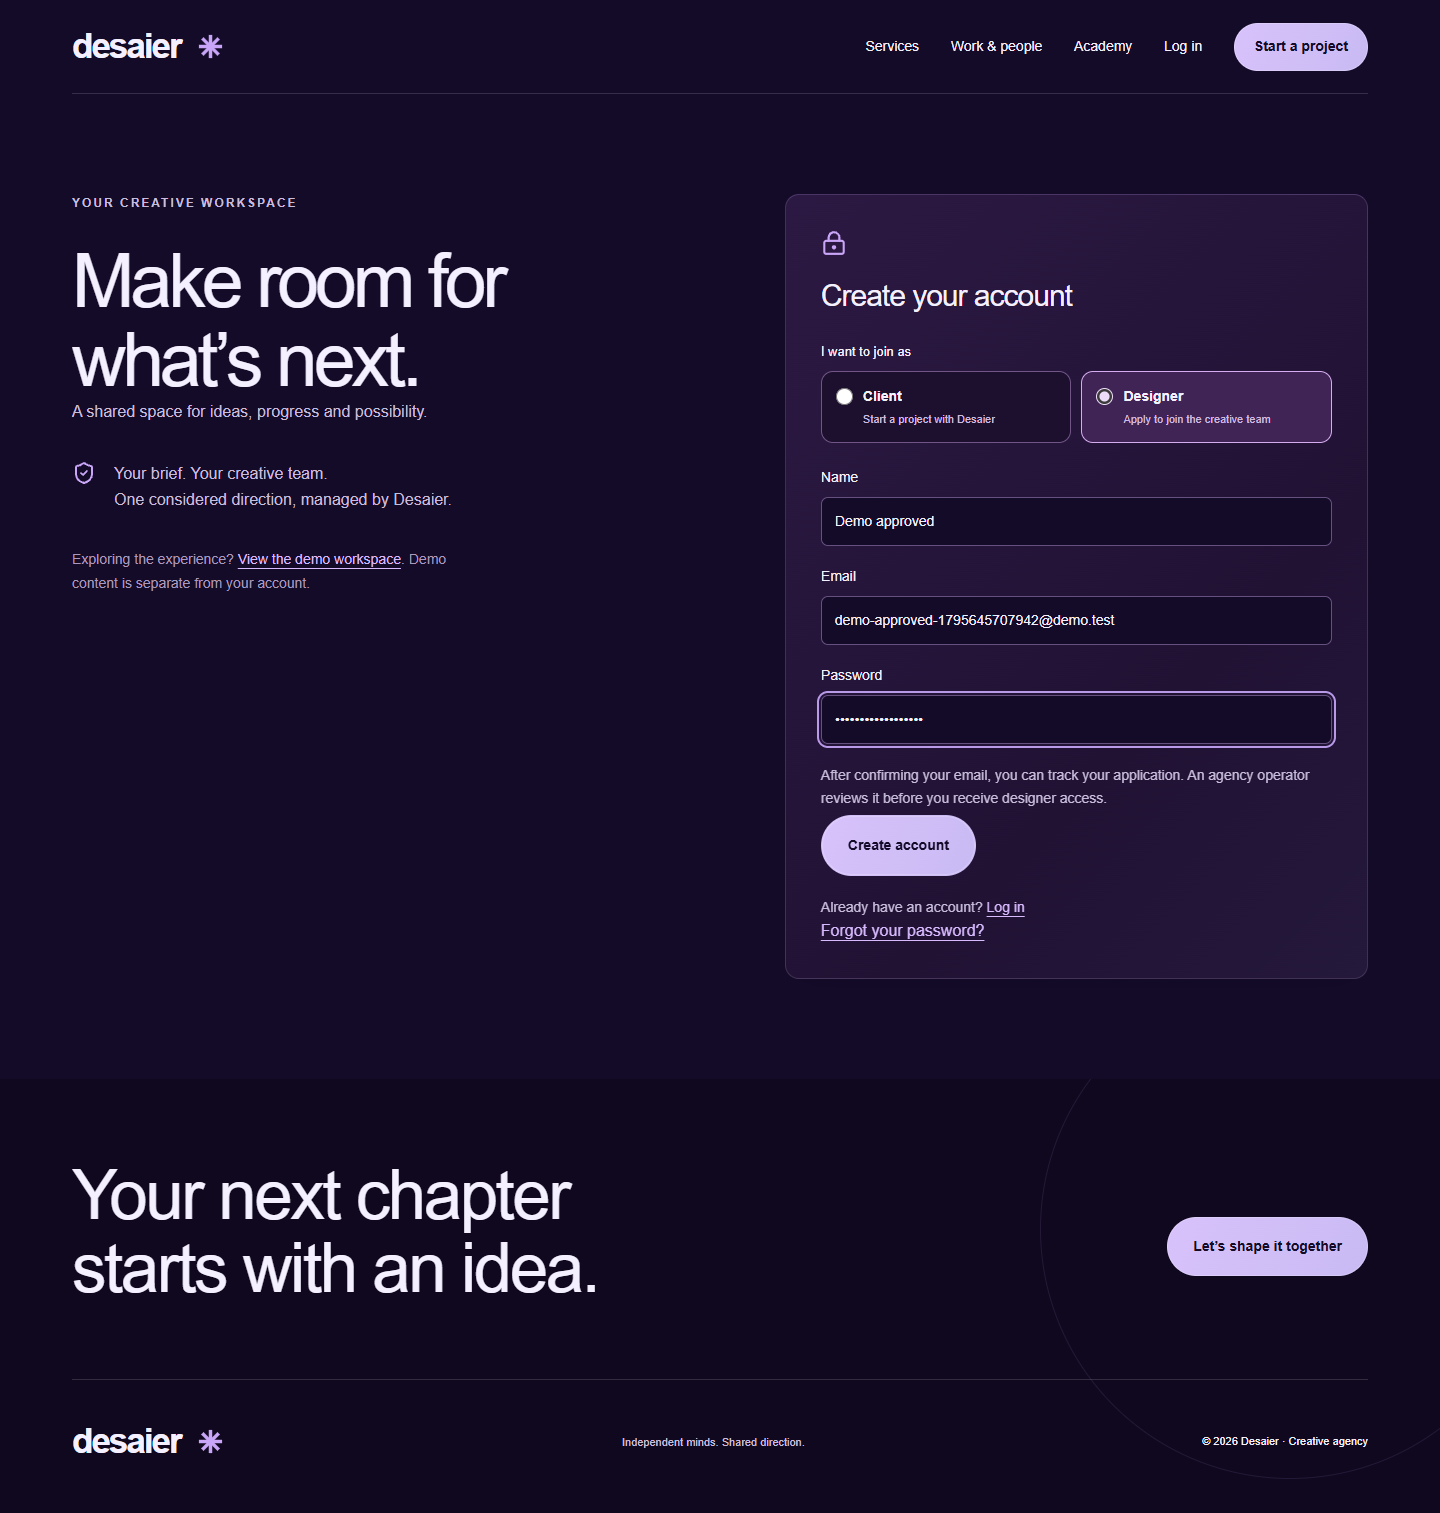 desaier
Services
Work & people
Academy
Log in
Start a project
YOUR CREATIVE WORKSPACE
Make room for
what’s next.
A shared space for ideas, progress and possibility.
Your brief. Your creative team.
One considered direction, managed by Desaier.
Exploring the experience? View the demo workspace. Demo
content is separate from your account.
Create your account
I want to join as
Client
Start a project with Desaier
Designer
Apply to join the creative team
Name
Demo approved
Email
demo-approved-1795645707942@demo.test
Password
••••••••••••••••••
After confirming your email, you can track your application. An agency operator
reviews it before you receive designer access.
Create account
Already have an account? Log in
Forgot your password?
Your next chapter
starts with an idea.
Let’s shape it together
desaier
Independent minds. Shared direction.
© 2026 Desaier · Creative agency